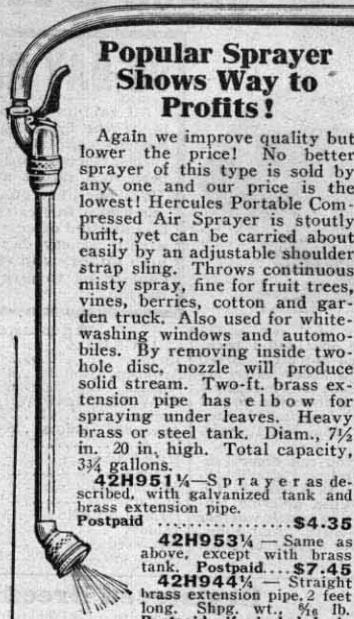 Popular Sprayer
Shows Way to
Profits!
Again we improve quality but
lower the price! No better
sprayer of this type is sold by
any one and our price is the
lowest! Hercules Portable Com-
pressed Air Sprayer is stoutly
built, yet can be carried about
easily by an adjustable shoulder
strap sling. Throws continuous
misty spray, fine for fruit trees,
vines, berries, cotton and gar-
den truck. Also used for white-
washing windows and automo-
biles. By removing inside two-
hole disc, nozzle will produce
solid stream. Two-ft. brass ex-
tension pipe has elbow for
spraying under leaves. Heavy
brass or steel tank. Diam., 7½
in. 20 in. high. Total capacity,
3¾ gallons.
42H951¼—Sprayer as de-
scribed, with galvanized tank and
brass extension pipe.
Postpaid ................$4.35
42H953¼ — Same as
above, except with brass
tank. Postpaid....$7.45
42H944¼ — Straight
brass extension pipe, 2 feet
long. Shpg. wt., 5/16 lb.